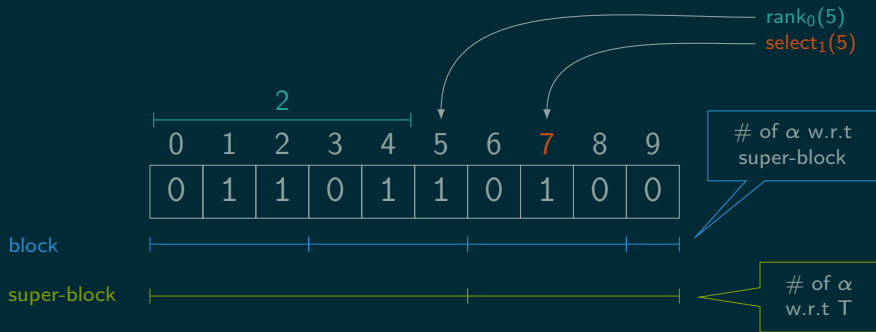 rank₀(5)
select₁(5)
2
0 1 2 3 4 5 6 7 8 9
0 1 1 0 1 1 0 1 0 0
# of α w.r.t
super-block
block
super-block
# of α
w.r.t T